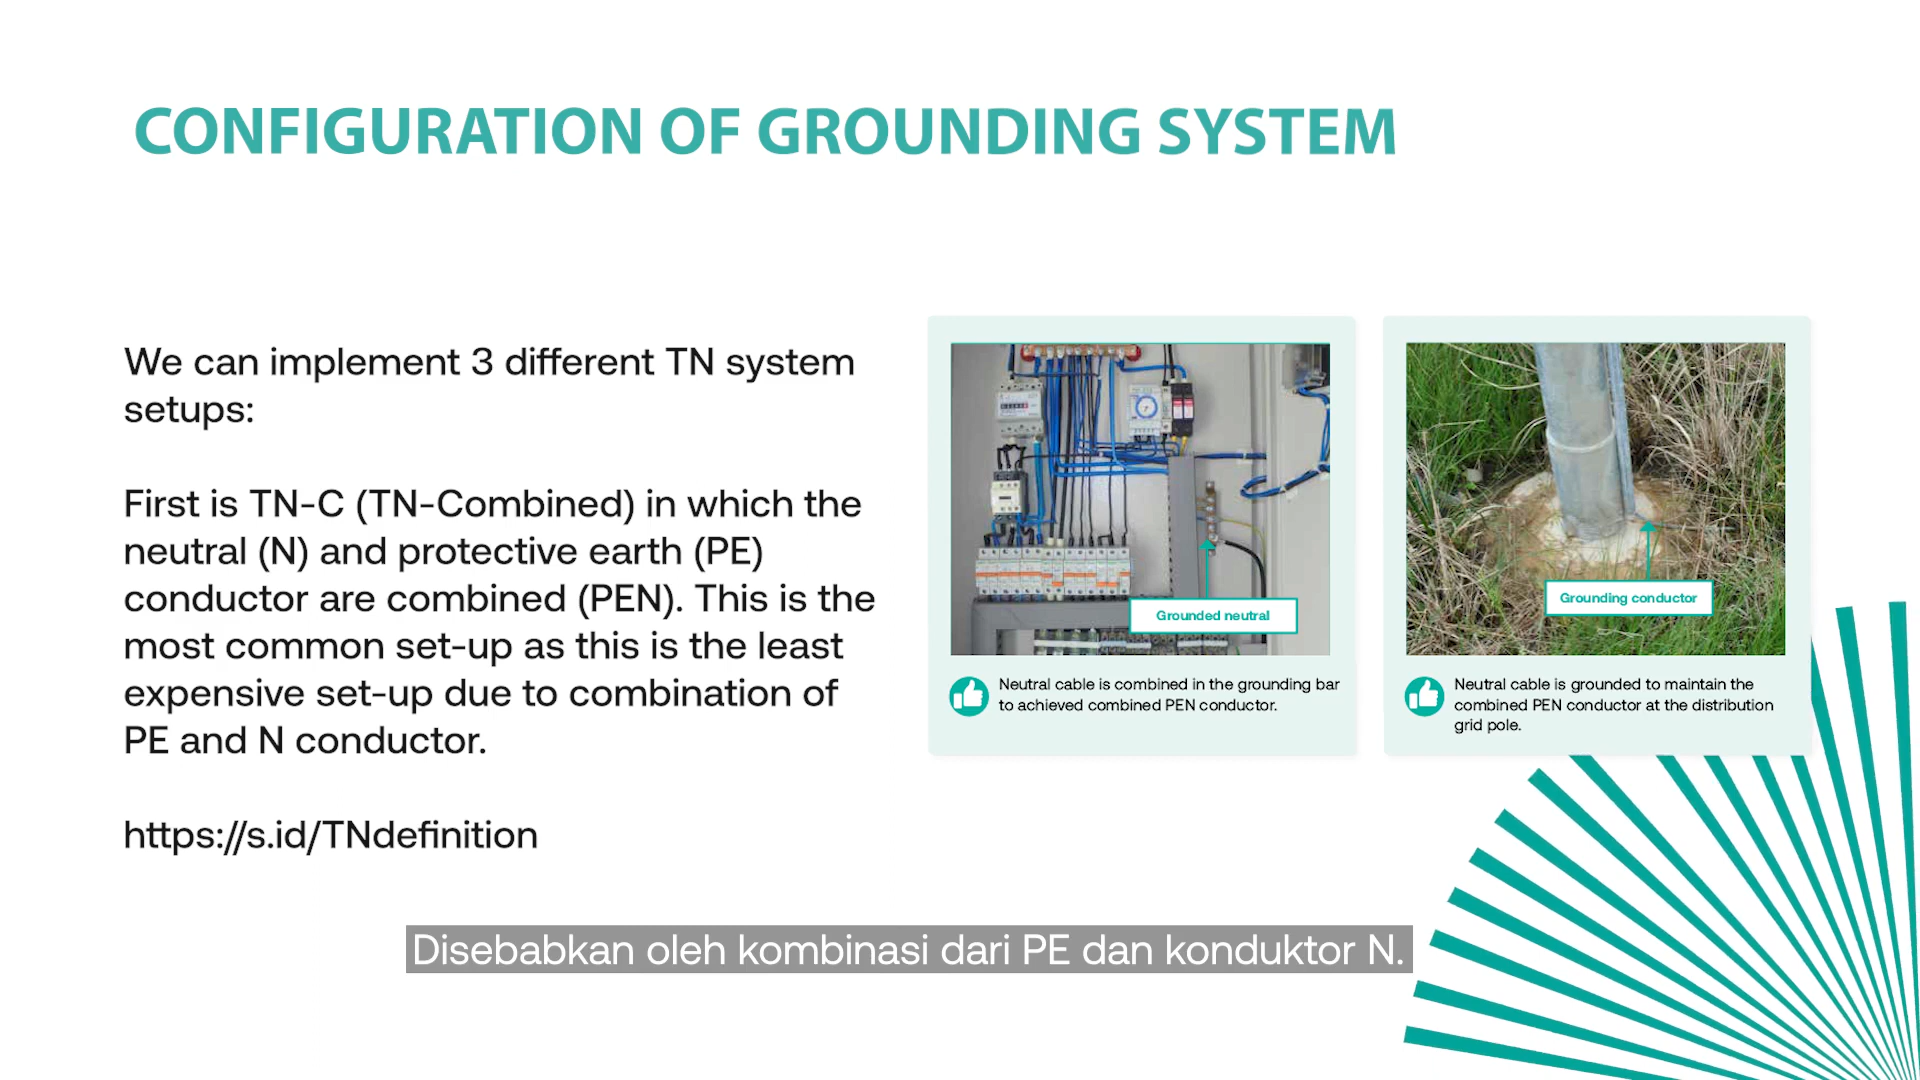 CONFIGURATION OF GROUNDING SYSTEM
We can implement 3 different TN system
setups:
First is TN-C (TN-Combined) in which the
neutral (N) and protective earth (PE)
conductor are combined (PEN). This is the
most common set-up as this is the least
expensive set-up due to combination of
PE and N conductor.
https://s.id/TNdefinition
Grounded neutral
Neutral cable is combined in the grounding bar
to achieved combined PEN conductor.
Grounding conductor
Neutral cable is grounded to maintain the
combined PEN conductor at the distribution
grid pole.
Disebabkan oleh kombinasi dari PE dan konduktor N.